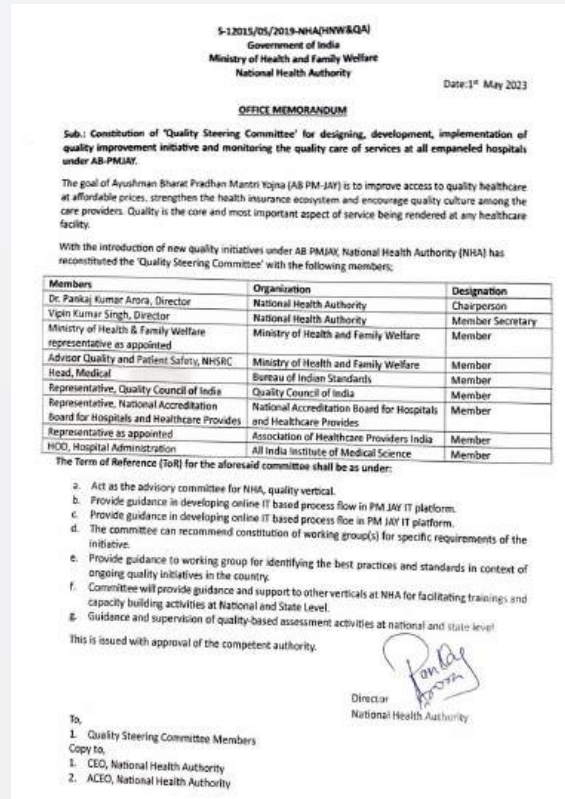 S-12015/05/2019-NHA(HNW&QA)
Government of India
Ministry of Health and Family Welfare
National Health Authority
Date:1st May 2023
OFFICE MEMORANDUM
Sub.: Constitution of 'Quality Steering Committee' for designing, development, implementation of
quality improvement initiative and monitoring the quality care of services at all empaneled hospitals
under AB-PMJAY.
The goal of Ayushman Bharat Pradhan Mantri Yojna (AB PM-JAY) is to improve access to quality healthcare
at affordable prices, strengthen the health insurance ecosystem and encourage quality culture among the
care providers. Quality is the core and most important aspect of service being rendered at any healthcare
facility.
With the introduction of new quality initiatives under AB PMJAY, National Health Authority (NHA) has
reconstituted the 'Quality Steering Committee' with the following members;
Members Organization Designation
Dr. Pankaj Kumar Arora, Director National Health Authority Chairperson
Vipin Kumar Singh, Director National Health Authority Member Secretary
Ministry of Health & Family Welfare Ministry of Health and Family Welfare Member
representative as appointed
Advisor Quality and Patient Safety, NHSRC Ministry of Health and Family Welfare Member
Head, Medical Bureau of Indian Standards Member
Representative, Quality Council of India Quality Council of India Member
Representative, National Accreditation National Accreditation Board for Hospitals Member
Board for Hospitals and Healthcare Provides and Healthcare Provides
Representative as appointed Association of Healthcare Providers India Member
HOD, Hospital Administration All India Institute of Medical Science Member
The Term of Reference (ToR) for the aforesaid committee shall be as under:
a. Act as the advisory committee for NHA, quality vertical.
b. Provide guidance in developing online IT based process flow in PM JAY IT platform.
c. Provide guidance in developing online IT based process floe in PM JAY IT platform.
d. The committee can recommend constitution of working group(s) for specific requirements of the
initiative.
e. Provide guidance to working group for identifying the best practices and standards in context of
ongoing quality initiatives in the country.
f. Committee will provide guidance and support to other verticals at NHA for facilitating trainings and
capacity building activities at National and State Level.
g. Guidance and supervision of quality-based assessment activities at national and state level
This is issued with approval of the competent authority.
Pankaj
Arora
Director
National Health Authority
To,
1. Quality Steering Committee Members
Copy to,
1. CEO, National Health Authority
2. ACEO, National Health Authority